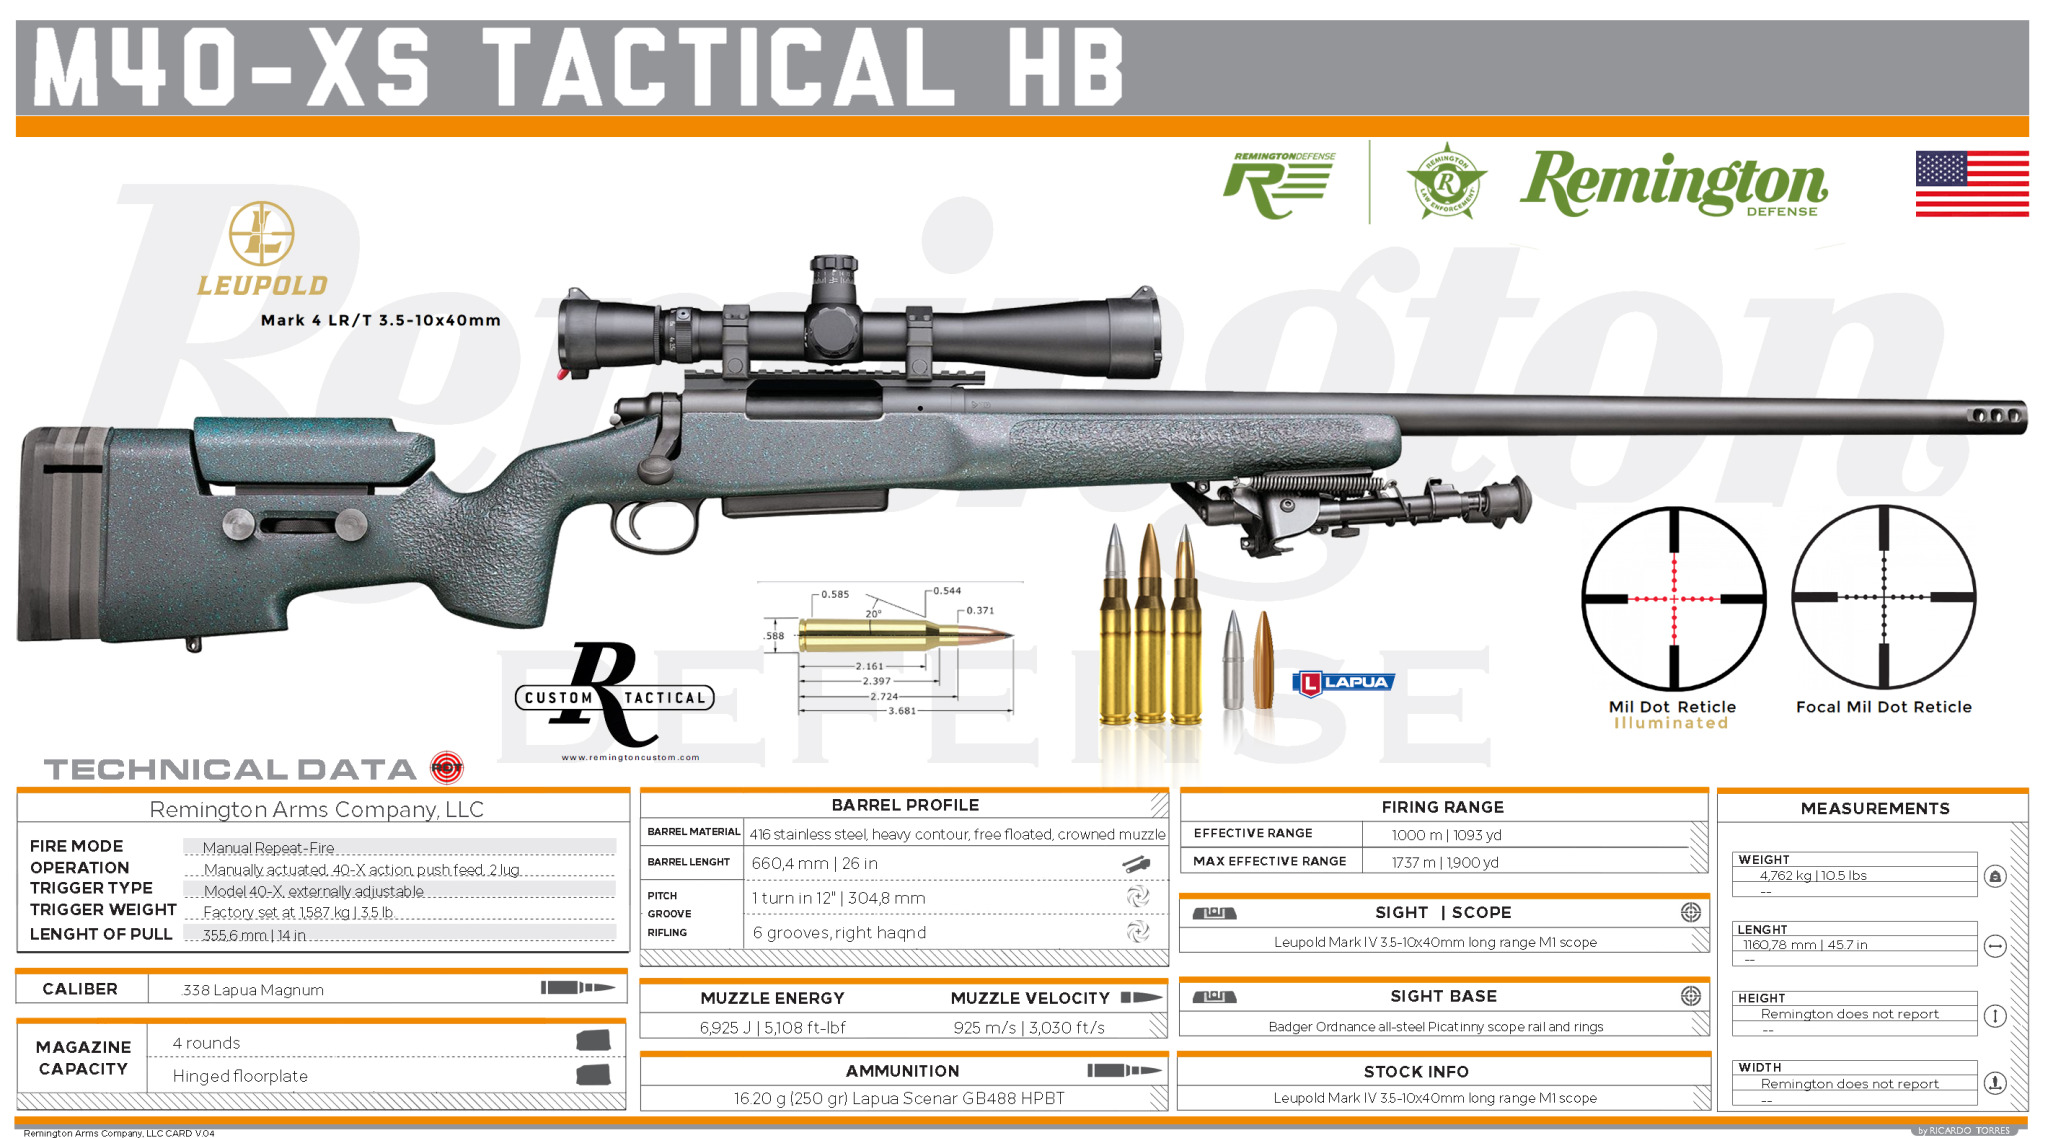 M40-XS TACTICAL HB
REMINGTONDEFENSE
REMINGTON
R
LAW ENFORCEMENT
Remington
DEFENSE
LEUPOLD
Mark 4 LR/T 3.5-10x40mm
Remington
DEFENSE
0.585
0.544
20°
0.371
.588
2.161
2.397
2.724
3.681
LAPUA
CUSTOM R TACTICAL
www.remingtoncustom.com
Mil Dot Reticle
Illuminated
Focal Mil Dot Reticle
TECHNICAL DATA
Remington Arms Company, LLC
FIRE MODE Manual Repeat-Fire
OPERATION Manually actuated, 40-X action, push feed, 2 lug
TRIGGER TYPE Model 40-X, externally adjustable
TRIGGER WEIGHT Factory set at 1,587 kg | 3.5 lb
LENGHT OF PULL 355,6 mm | 14 in
CALIBER .338 Lapua Magnum
MAGAZINE CAPACITY
4 rounds
Hinged floorplate
BARREL PROFILE
BARREL MATERIAL 416 stainless steel, heavy contour, free floated, crowned muzzle
BARREL LENGHT 660,4 mm | 26 in
PITCH 1 turn in 12" | 304,8 mm
GROOVE
RIFLING 6 grooves, right haqnd
MUZZLE ENERGY MUZZLE VELOCITY
6,925 J | 5,108 ft-lbf 925 m/s | 3,030 ft/s
AMMUNITION
16.20 g (250 gr) Lapua Scenar GB488 HPBT
FIRING RANGE
EFFECTIVE RANGE 1.000 m | 1093 yd
MAX EFFECTIVE RANGE 1737 m | 1,900 yd
SIGHT | SCOPE
Leupold Mark IV 3.5-10x40mm long range M1 scope
SIGHT BASE
Badger Ordnance all-steel Picatinny scope rail and rings
STOCK INFO
Leupold Mark IV 3.5-10x40mm long range M1 scope
MEASUREMENTS
WEIGHT
4,762 kg | 10.5 lbs
--
LENGHT
1160,78 mm | 45.7 in
--
HEIGHT
Remington does not report
--
WIDTH
Remington does not report
--
Remington Arms Company, LLC CARD V.04
by RICARDO TORRES